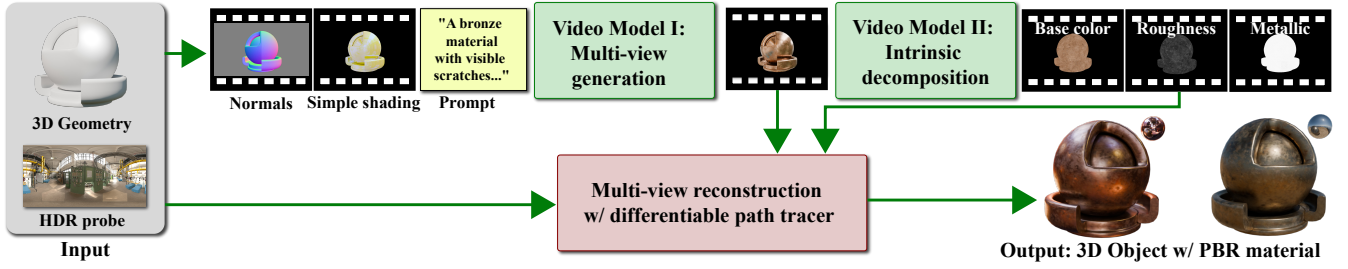 3D Geometry
HDR probe
Input
Normals
Simple shading
"A bronze
material
with visible
scratches..."
Prompt
Video Model I:
Multi-view
generation
Video Model II:
Intrinsic
decomposition
Base color
Roughness
Metallic
Multi-view reconstruction
w/ differentiable path tracer
Output: 3D Object w/ PBR material